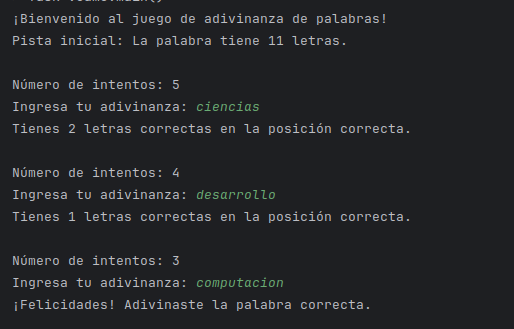 ¡Bienvenido al juego de adivinanza de palabras!
Pista inicial: La palabra tiene 11 letras.
Número de intentos: 5
Ingresa tu adivinanza: ciencias
Tienes 2 letras correctas en la posición correcta.
Número de intentos: 4
Ingresa tu adivinanza: desarrollo
Tienes 1 letras correctas en la posición correcta.
Número de intentos: 3
Ingresa tu adivinanza: computacion
¡Felicidades! Adivinaste la palabra correcta.